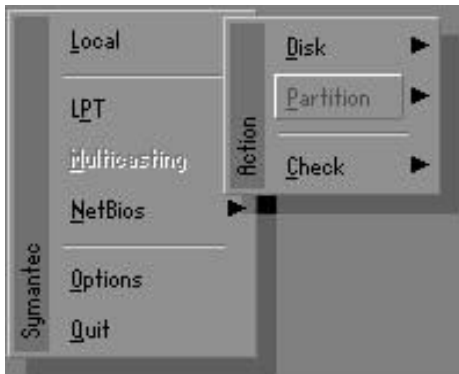 Local
LPT
Multicasting
NetBios
Options
Quit
Symantec
Disk
Partition
Check
Action